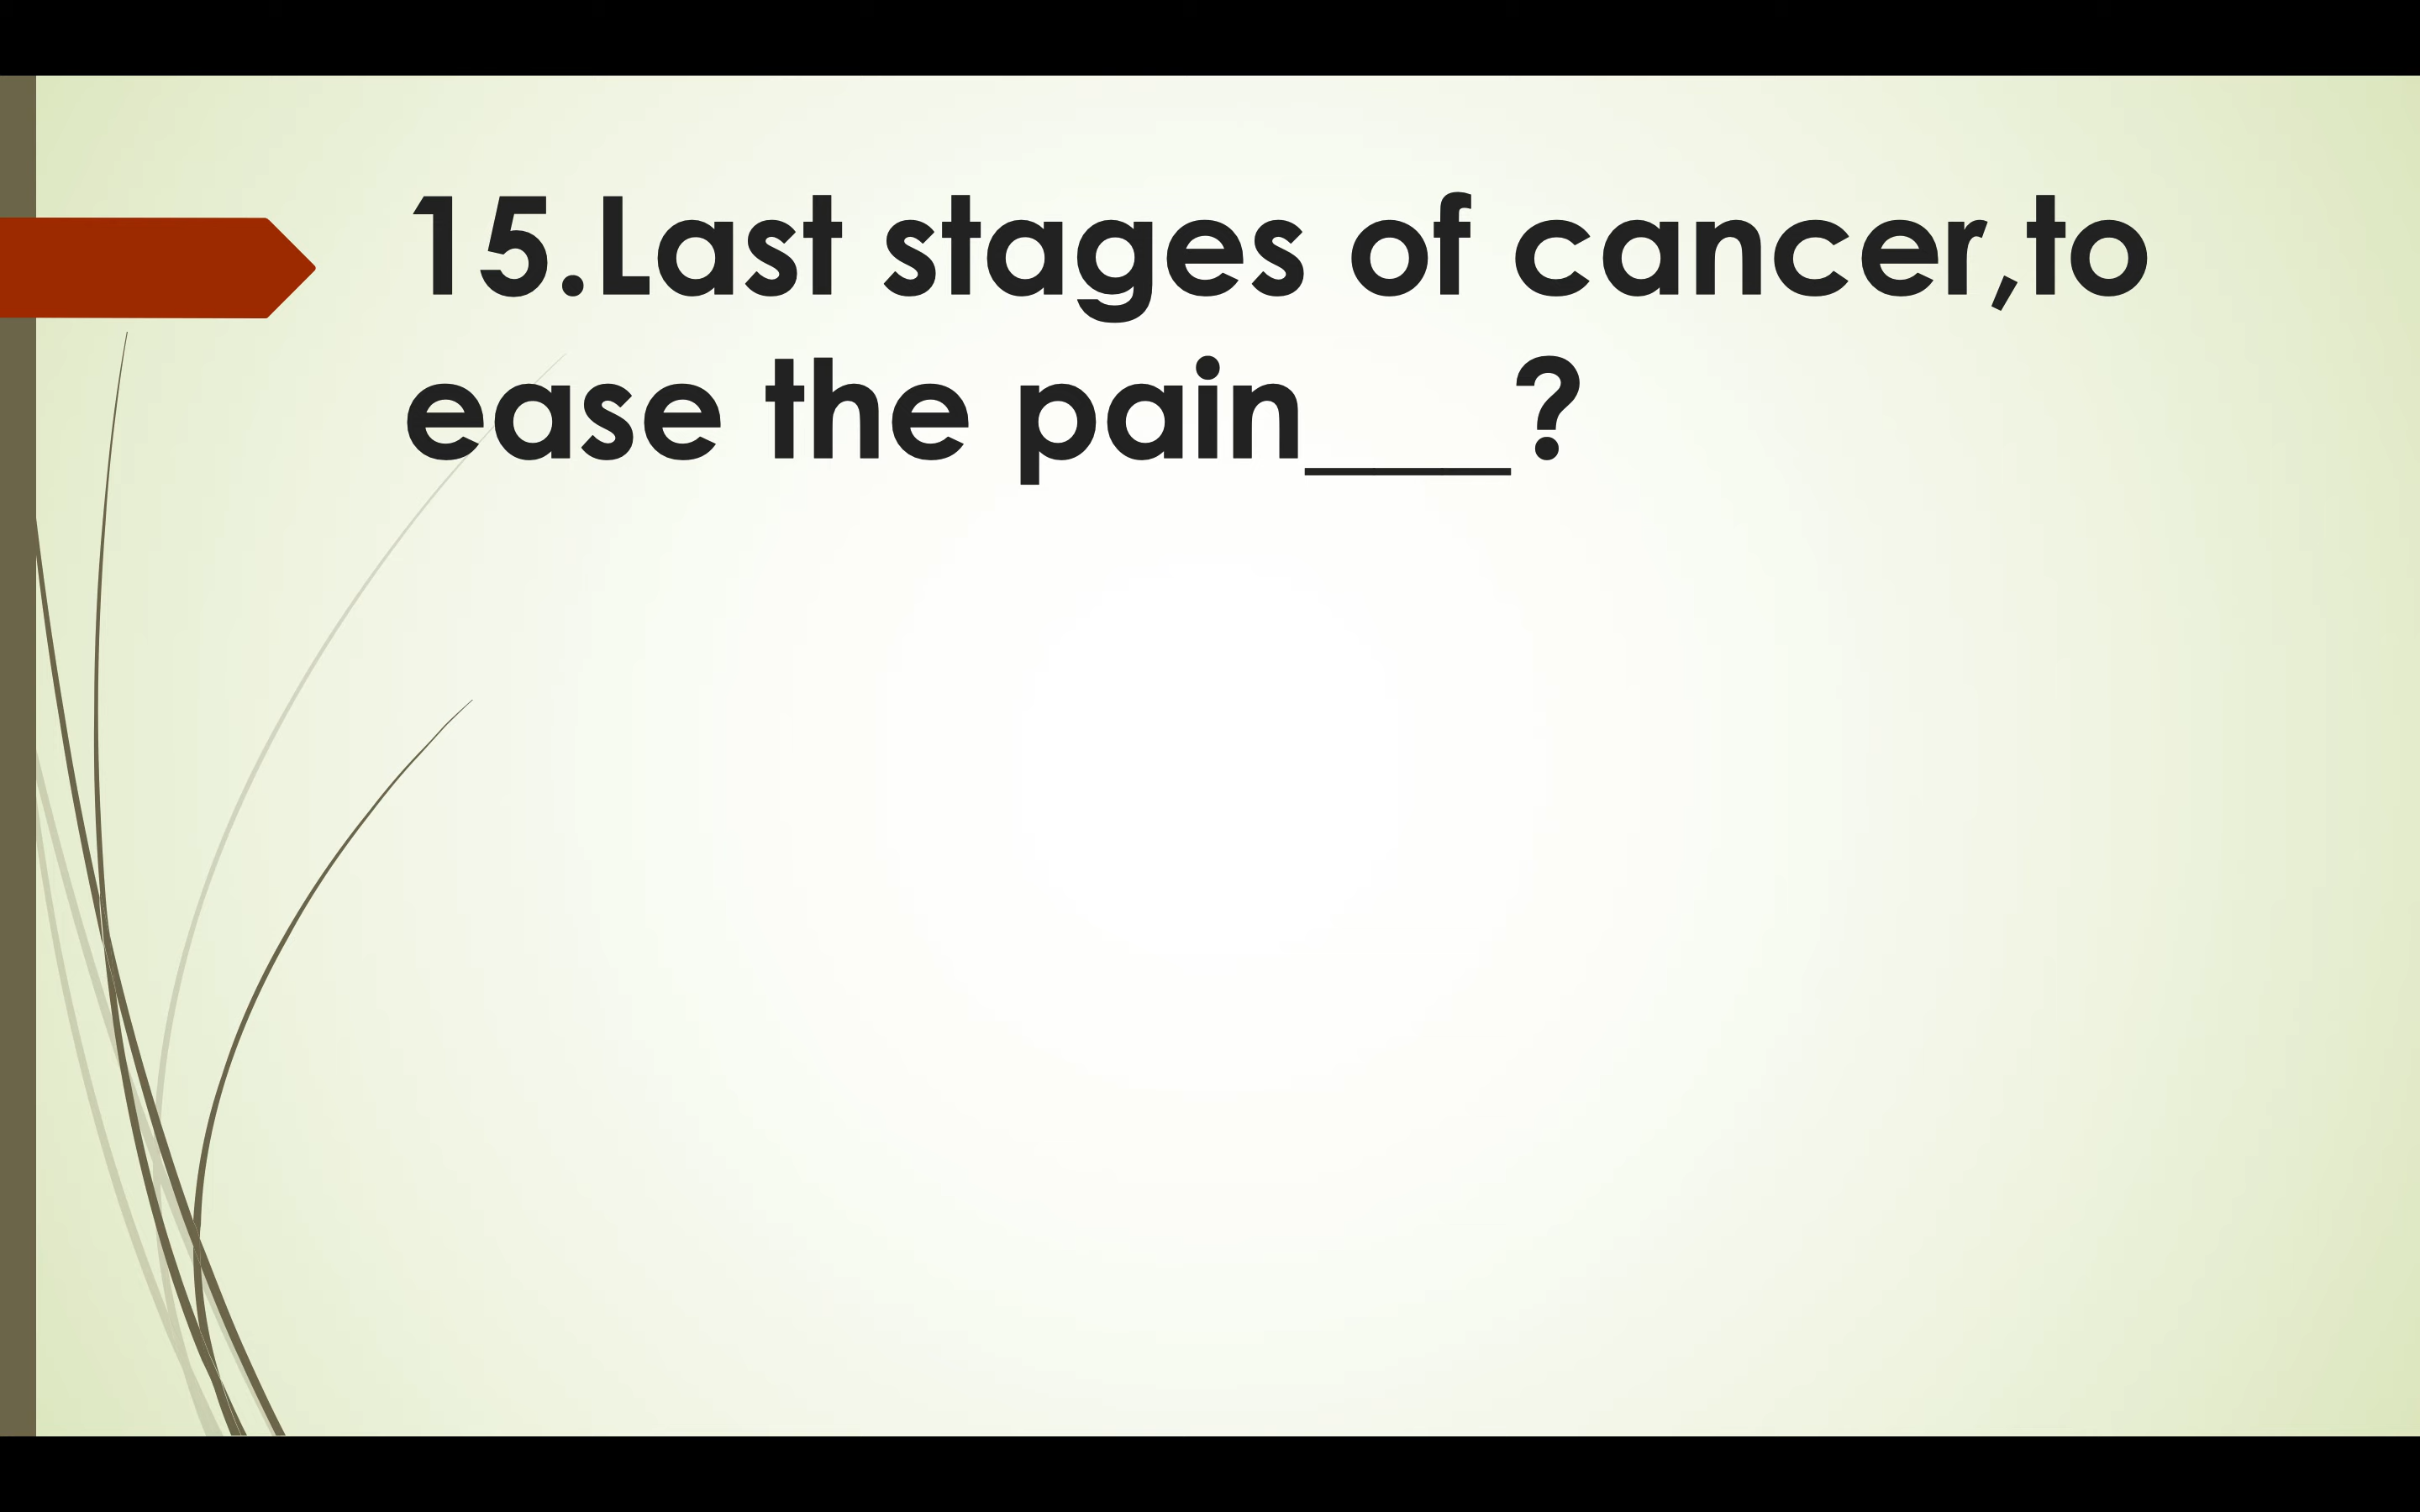 15.Last stages of cancer,to
ease the pain____?